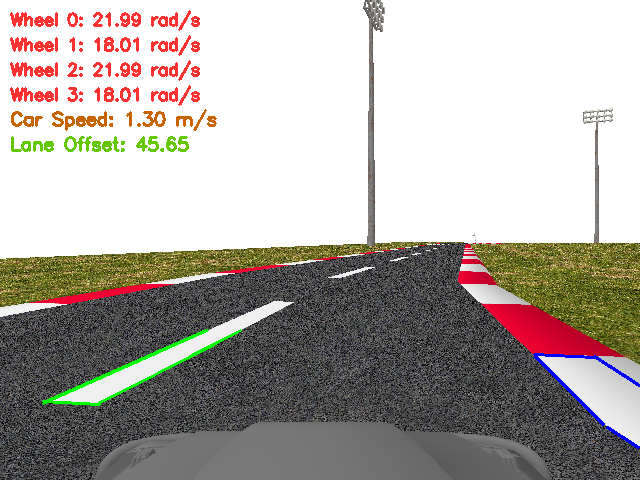 Wheel 0: 21.99 rad/s
Wheel 1: 18.01 rad/s
Wheel 2: 21.99 rad/s
Wheel 3: 18.01 rad/s
Car Speed: 1.30 m/s
Lane Offset: 45.65